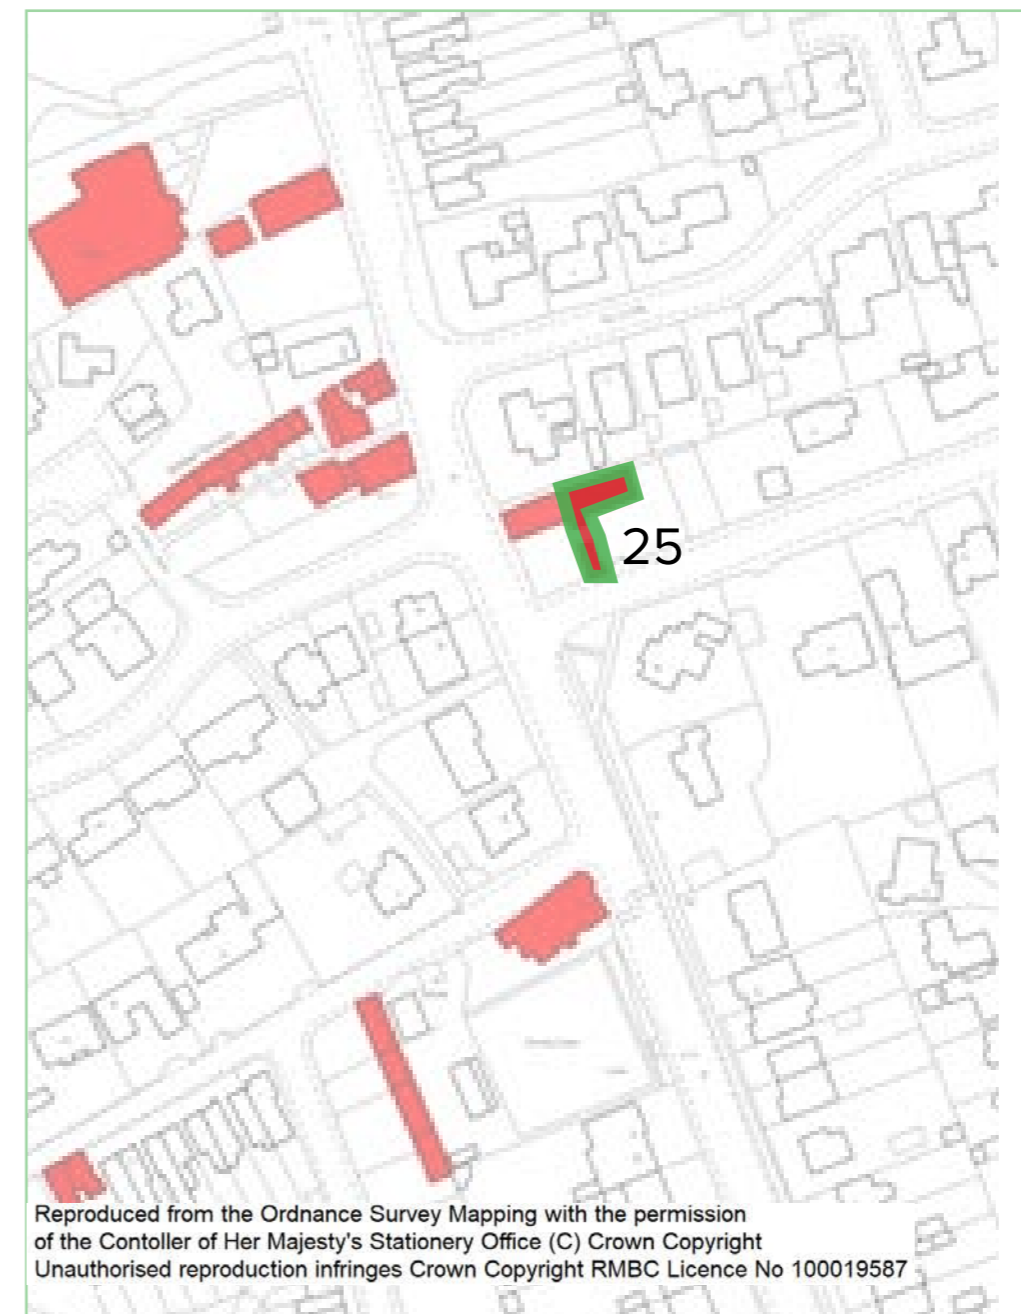 25
Reproduced from the Ordnance Survey Mapping with the permission
of the Contoller of Her Majesty's Stationery Office (C) Crown Copyright
Unauthorised reproduction infringes Crown Copyright RMBC Licence No 100019587